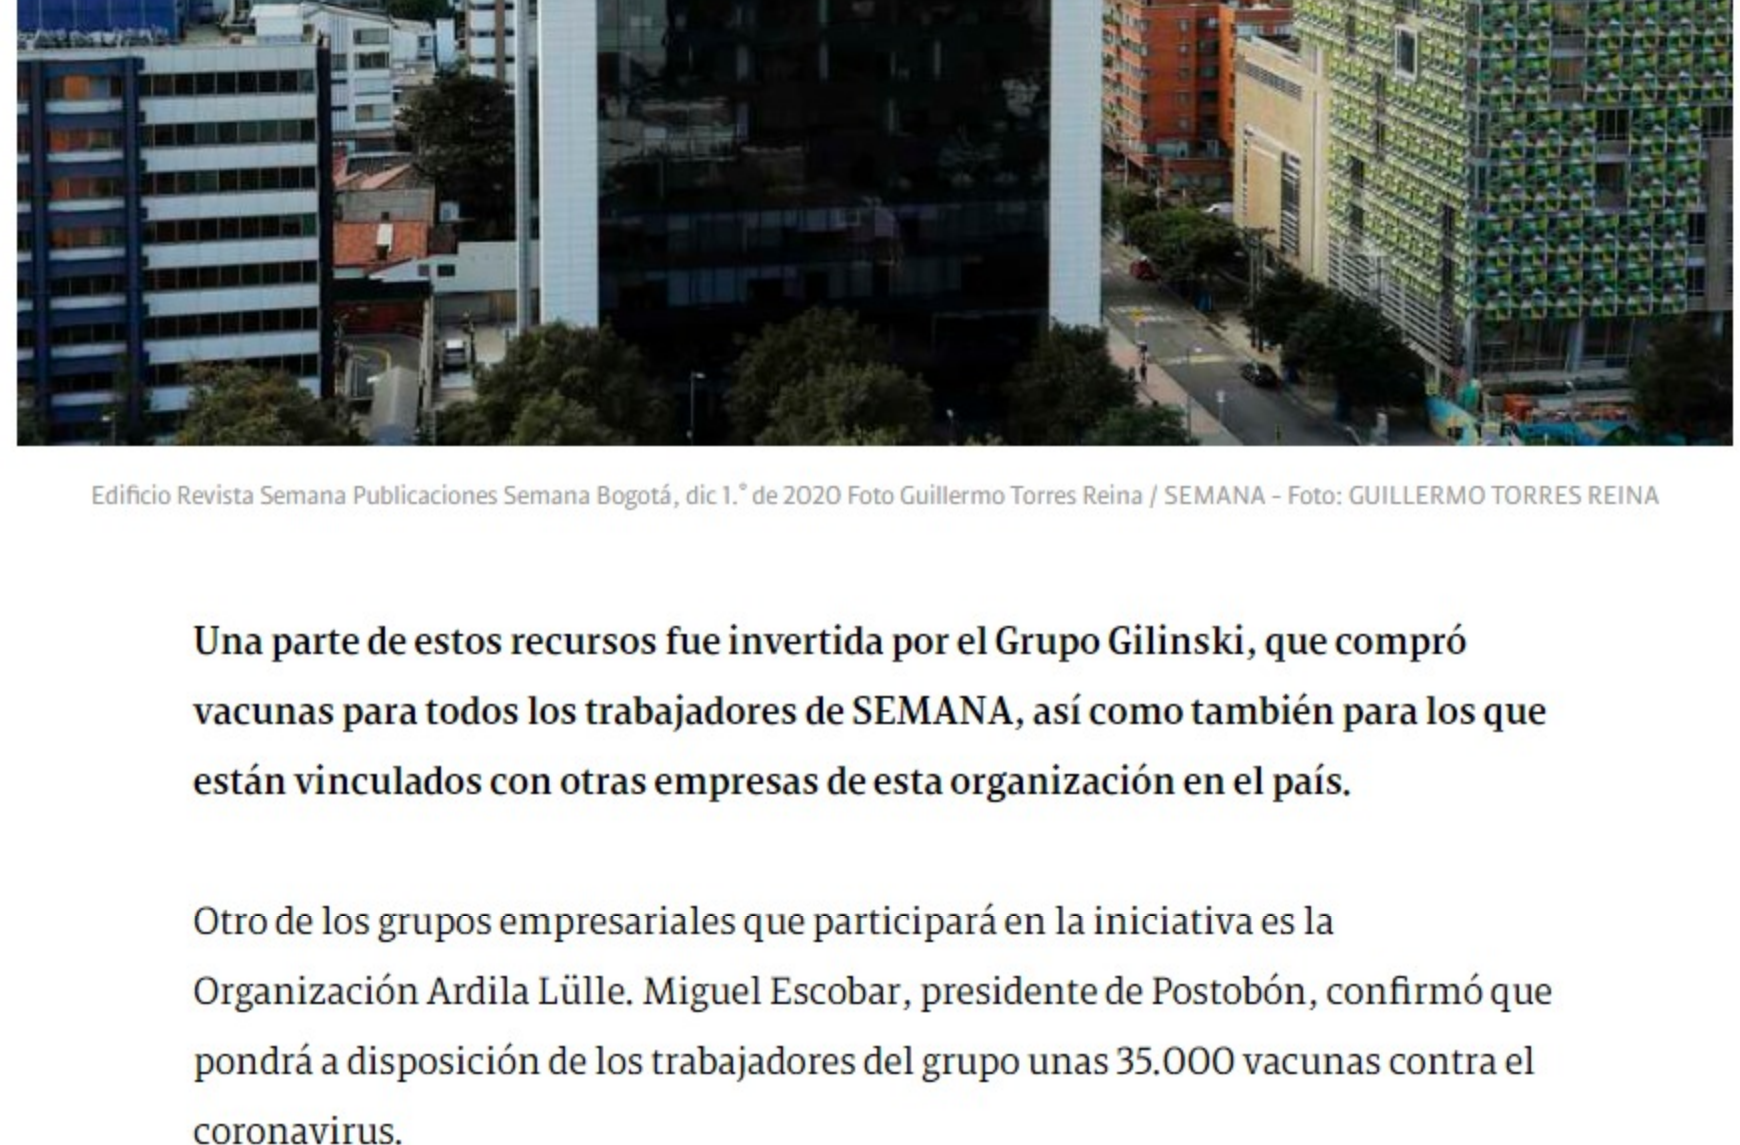 Edificio Revista Semana Publicaciones Semana Bogotá, dic 1.° de 2020 Foto Guillermo Torres Reina / SEMANA - Foto: GUILLERMO TORRES REINA
Una parte de estos recursos fue invertida por el Grupo Gilinski, que compró
vacunas para todos los trabajadores de SEMANA, así como también para los que
están vinculados con otras empresas de esta organización en el país.
Otro de los grupos empresariales que participará en la iniciativa es la
Organización Ardila Lülle. Miguel Escobar, presidente de Postobón, confirmó que
pondrá a disposición de los trabajadores del grupo unas 35.000 vacunas contra el
coronavirus.